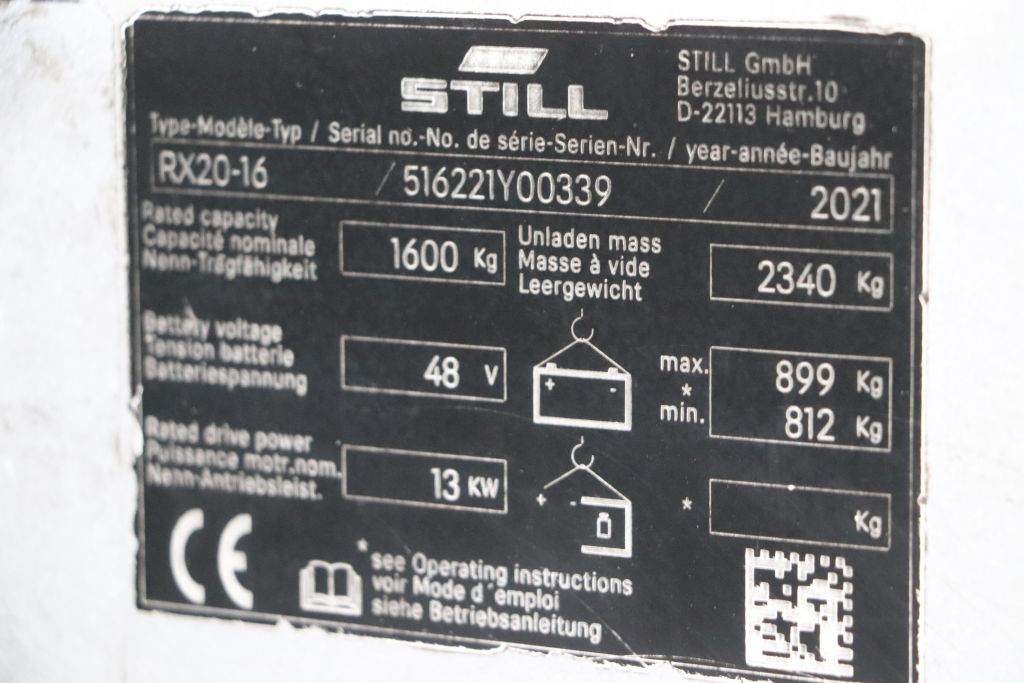 STILL
STILL GmbH
Berzeliusstr.10
D-22113 Hamburg
Type-Modèle-Typ / Serial no.-No. de série-Serien-Nr. / year-année-Baujahr
RX20-16 / 516221Y00339 / 2021
Rated capacity
Capacité nominale
Nenn-Tragfähigkeit
1600 Kg
Unladen mass
Masse à vide
Leergewicht
2340 Kg
Battery voltage
Tension batterie
Batteriespannung
48 V
+ -
max. 899 Kg
*
min. 812 Kg
Rated drive power
Puissance motr.nom.
Nenn-Antriebsleist.
13 KW
+ -
* Kg
CE
* see Operating instructions
voir Mode d'emploi
siehe Betriebsanleitung